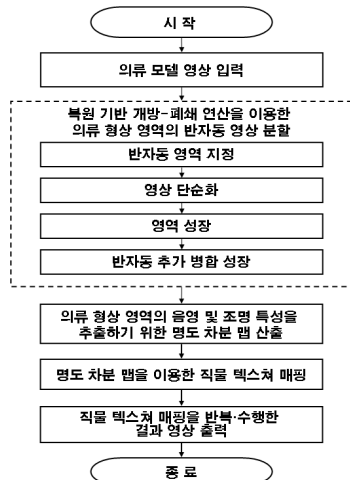 시 작
의류 모델 영상 입력
복원 기반 개방-폐쇄 연산을 이용한
의류 형상 영역의 반자동 영상 분할
반자동 영역 지정
영상 단순화
영역 성장
반자동 추가 병합 성장
의류 형상 영역의 음영 및 조명 특성을
추출하기 위한 명도 차분 맵 산출
명도 차분 맵을 이용한 직물 텍스쳐 매핑
직물 텍스쳐 매핑을 반복·수행한
결과 영상 출력
종 료